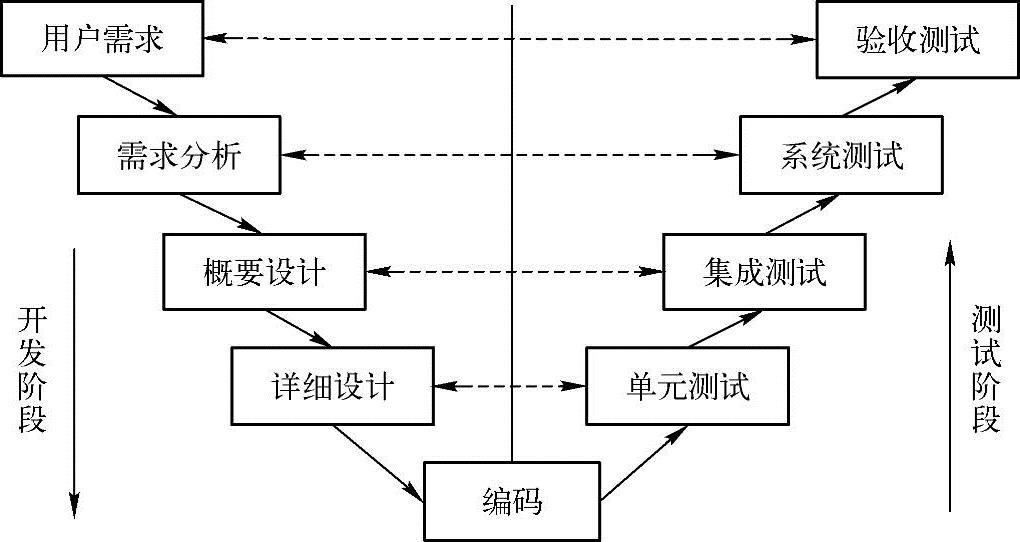 用户需求
验收测试
需求分析
系统测试
概要设计
集成测试
开发阶段
测试阶段
详细设计
单元测试
编码